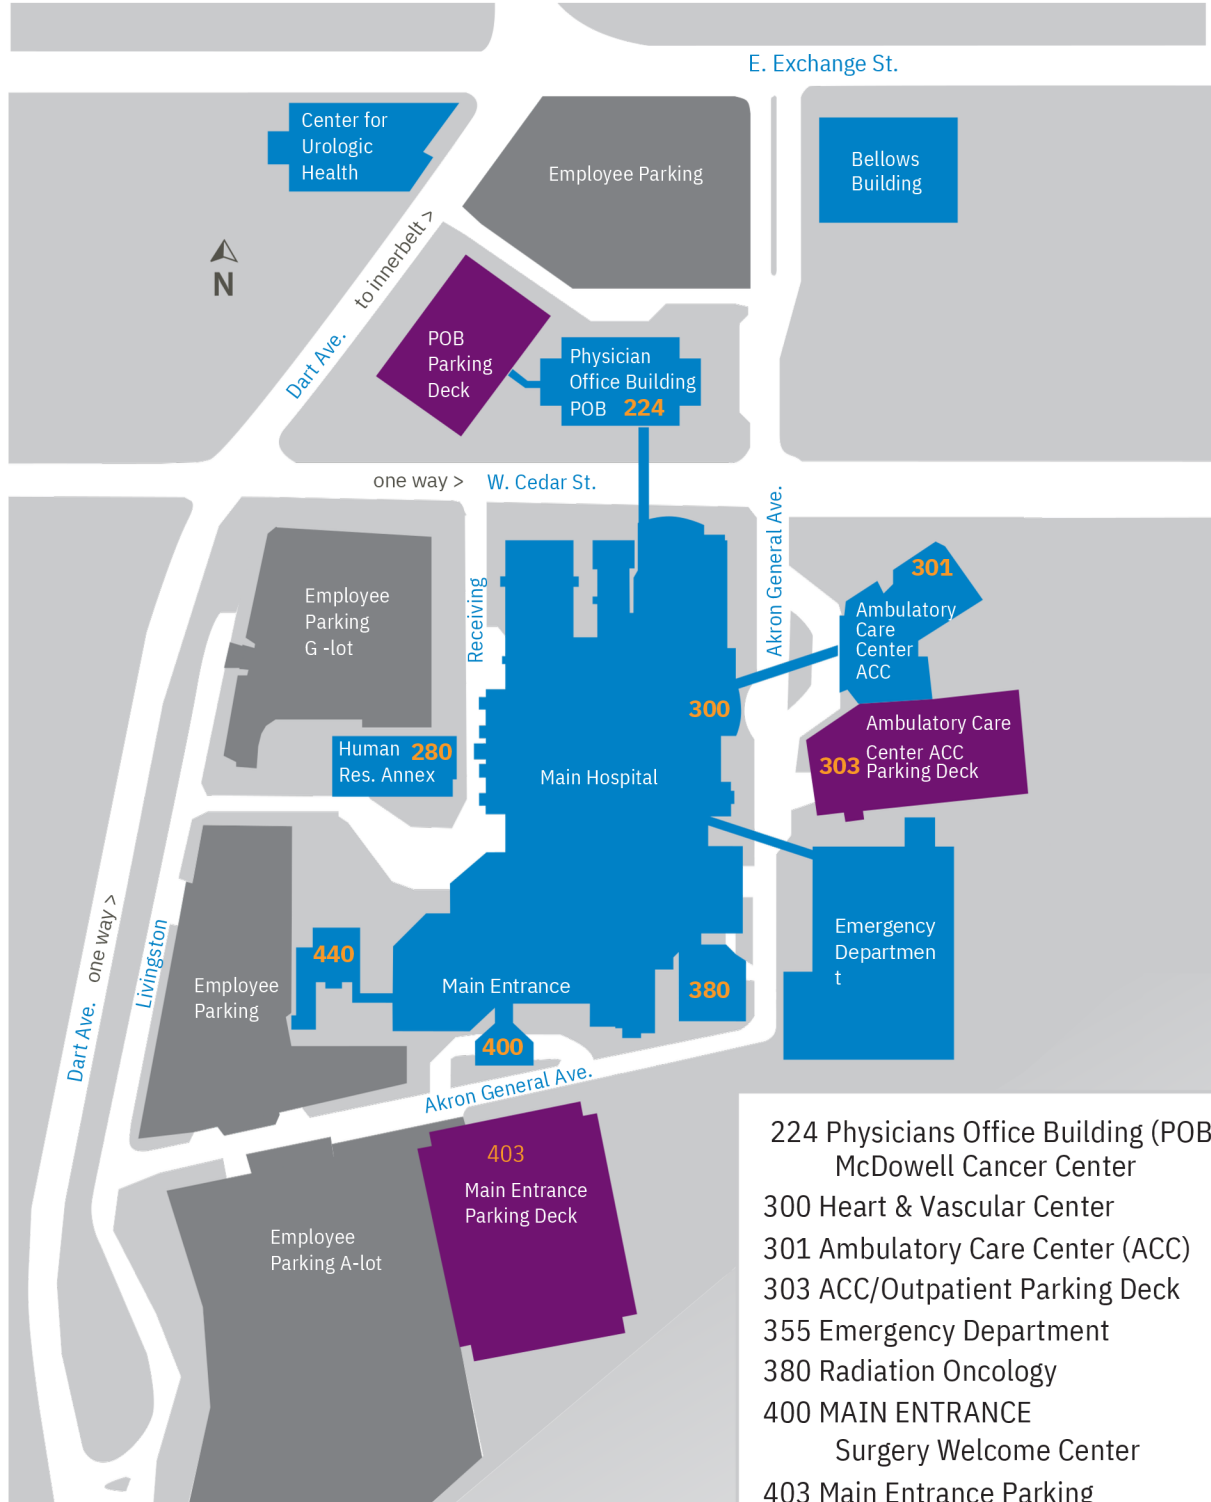 E. Exchange St.
Center for
Urologic
Health
Employee Parking
Bellows
Building
to innerbelt >
N
Dart Ave.
POB
Parking
Deck
Physician
Office Building
POB 224
one way > W. Cedar St.
Akron General Ave.
Receiving
Employee
Parking
G -lot
301
Ambulatory
Care
Center
ACC
300
Ambulatory Care
Center ACC
Parking Deck
303
Human 280
Res. Annex
Main Hospital
one way >
Livingston
Dart Ave.
Employee
Parking
440
Main Entrance
380
Emergency
Departmen
t
400
Akron General Ave.
403
Main Entrance
Parking Deck
Employee
Parking A-lot
224 Physicians Office Building (POB
McDowell Cancer Center
300 Heart & Vascular Center
301 Ambulatory Care Center (ACC)
303 ACC/Outpatient Parking Deck
355 Emergency Department
380 Radiation Oncology
400 MAIN ENTRANCE
Surgery Welcome Center
403 Main Entrance Parking